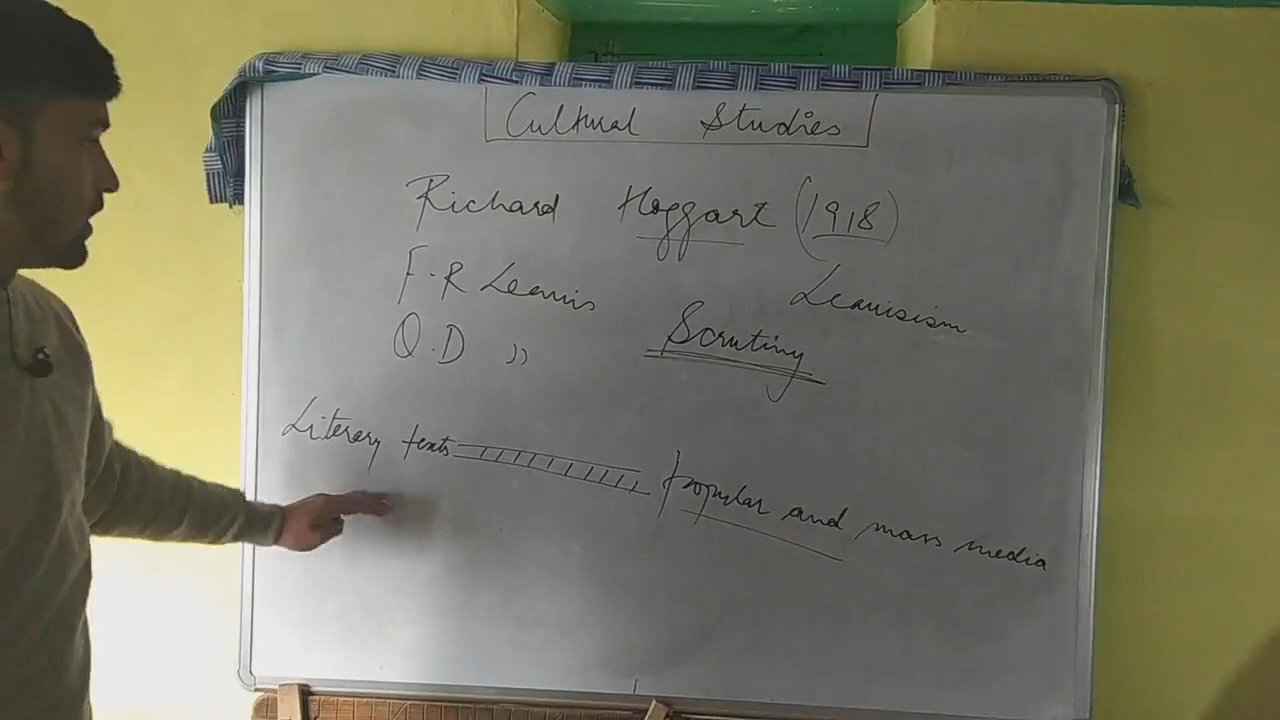 Cultural Studies
Richard Hoggart (1918)
F.R Leavis
Leavisism
Q.D "
Scrutiny
Literary texts
popular and mass media